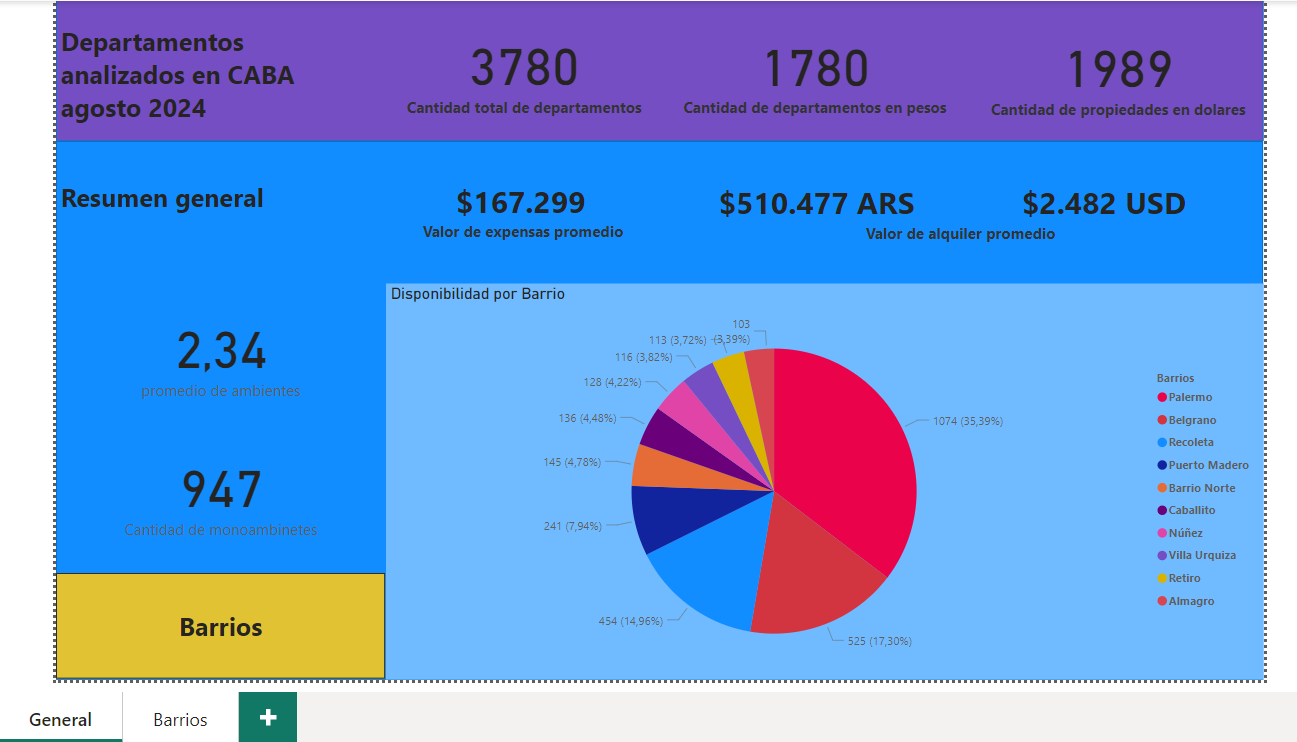 Departamentos
analizados en CABA
agosto 2024
3780
Cantidad total de departamentos
1780
Cantidad de departamentos en pesos
1989
Cantidad de propiedades en dolares
Resumen general
$167.299
Valor de expensas promedio
$510.477 ARS
$2.482 USD
Valor de alquiler promedio
2,34
promedio de ambientes
947
Cantidad de monoambinetes
Barrios
Disponibilidad por Barrio
103
(3,39%)
113 (3,72%)
116 (3,82%)
128 (4,22%)
136 (4,48%)
145 (4,78%)
241 (7,94%)
454 (14,96%)
525 (17,30%)
1074 (35,39%)
Barrios
Palermo
Belgrano
Recoleta
Puerto Madero
Barrio Norte
Caballito
Núñez
Villa Urquiza
Retiro
Almagro
General
Barrios
+